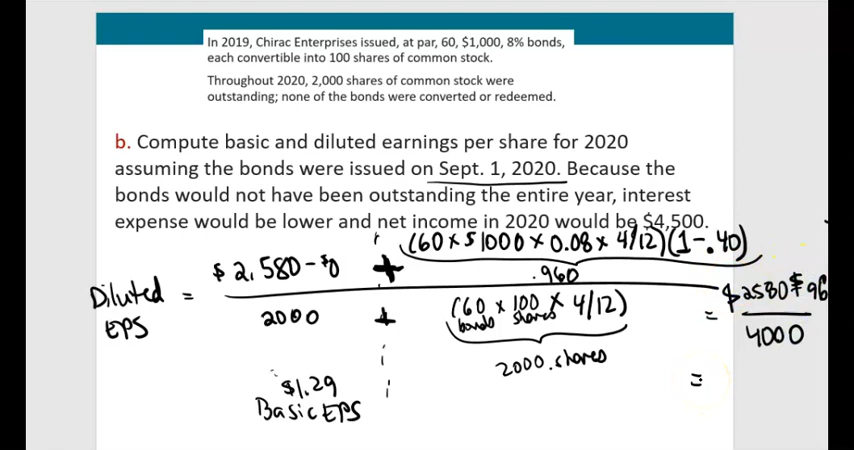 In 2019, Chirac Enterprises issued, at par, 60, $1,000, 8% bonds,
each convertible into 100 shares of common stock.
Throughout 2020, 2,000 shares of common stock were
outstanding; none of the bonds were converted or redeemed.
b. Compute basic and diluted earnings per share for 2020
assuming the bonds were issued on Sept. 1, 2020. Because the
bonds would not have been outstanding the entire year, interest
expense would be lower and net income in 2020 would be $4,500.
(60 x $1000 x 0.08 x 4/12)(1-.40)
$2,580-$0 + .960
Diluted EPS =
2000 + (60 x 100 x 4/12)
bonds shares
= $2580 $96
4000
2000 shares
=
$1.29
Basic EPS